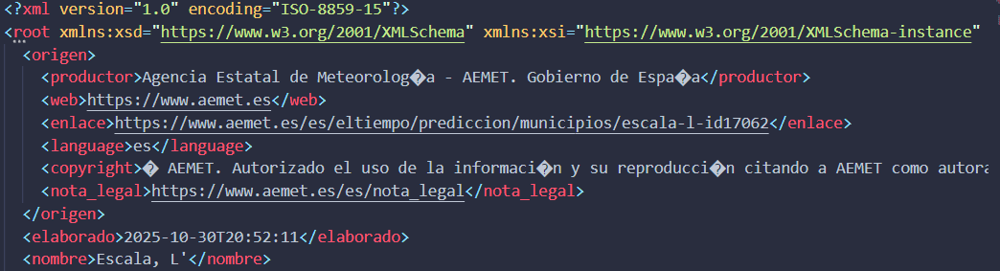 <?xml version="1.0" encoding="ISO-8859-15"?>
<root xmlns:xsd="https://www.w3.org/2001/XMLSchema" xmlns:xsi="https://www.w3.org/2001/XMLSchema-instance"
<origen>
<productor>Agencia Estatal de Meteorolog�a - AEMET. Gobierno de Espa�a</productor>
<web>https://www.aemet.es</web>
<enlace>https://www.aemet.es/es/eltiempo/prediccion/municipios/escala-l-id17062</enlace>
<language>es</language>
<copyright>� AEMET. Autorizado el uso de la informaci�n y su reproducci�n citando a AEMET como autora
<nota_legal>https://www.aemet.es/es/nota_legal</nota_legal>
</origen>
<elaborado>2025-10-30T20:52:11</elaborado>
<nombre>Escala, L'</nombre>